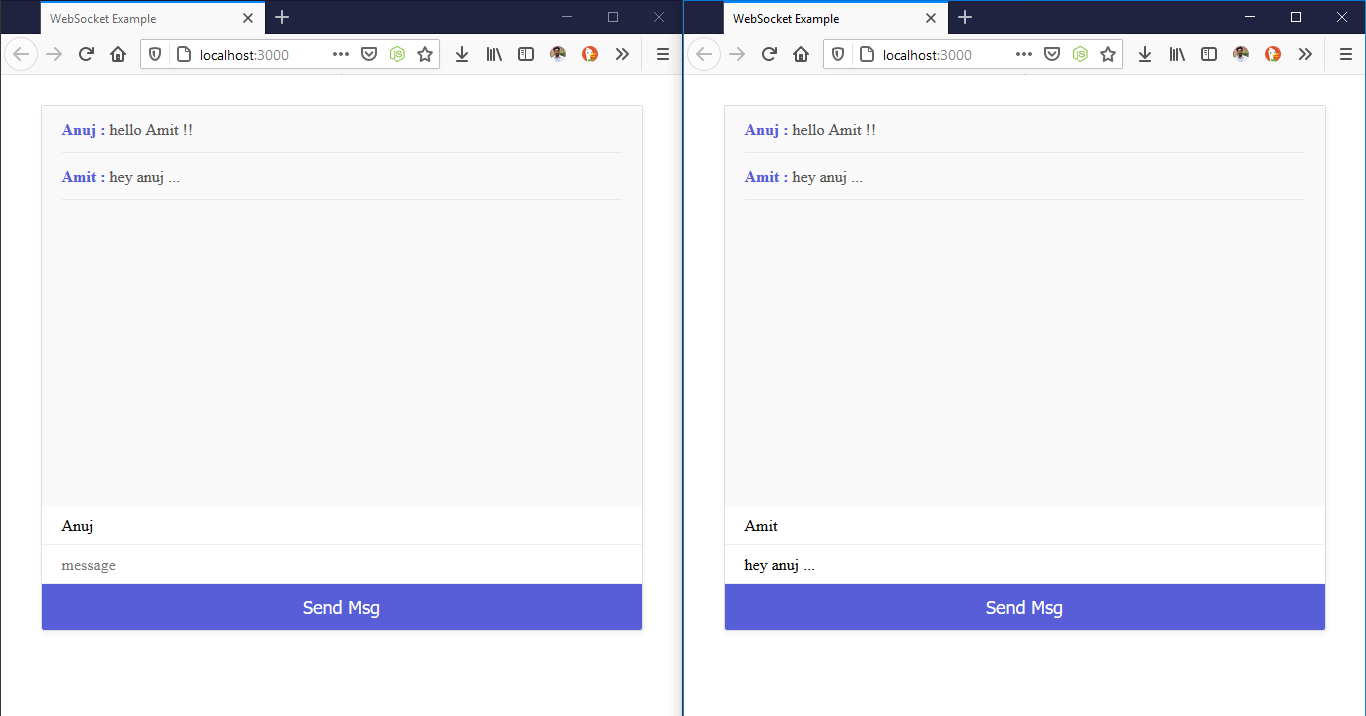 WebSocket Example
localhost:3000
Anuj : hello Amit !!
Amit : hey anuj ...
Anuj
message
Send Msg
WebSocket Example
localhost:3000
Anuj : hello Amit !!
Amit : hey anuj ...
Amit
hey anuj ...
Send Msg